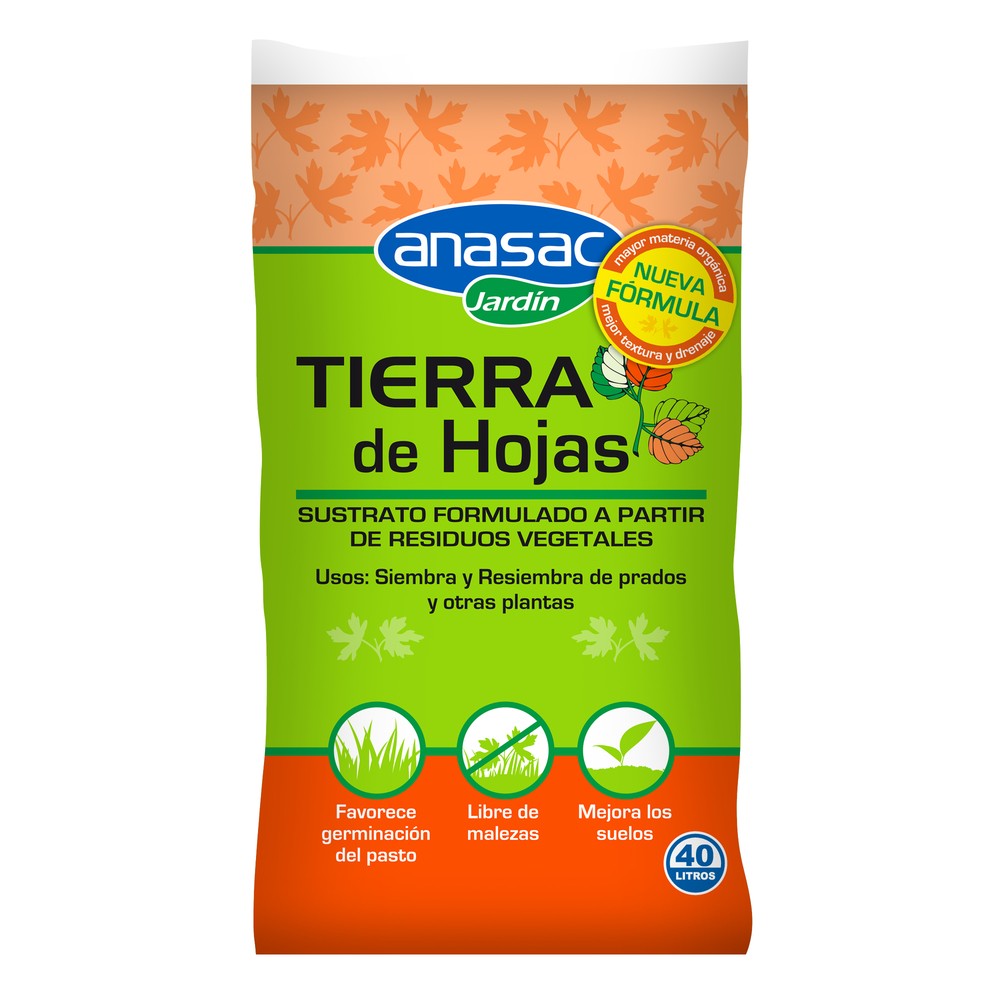 anasac
Jardín
mayor materia orgánica
NUEVA
FÓRMULA
mejor textura y drenaje
TIERRA
de Hojas
SUSTRATO FORMULADO A PARTIR
DE RESIDUOS VEGETALES
Usos: Siembra y Resiembra de prados
y otras plantas
Favorece
germinación
del pasto
Libre de
malezas
Mejora los
suelos
40
LITROS